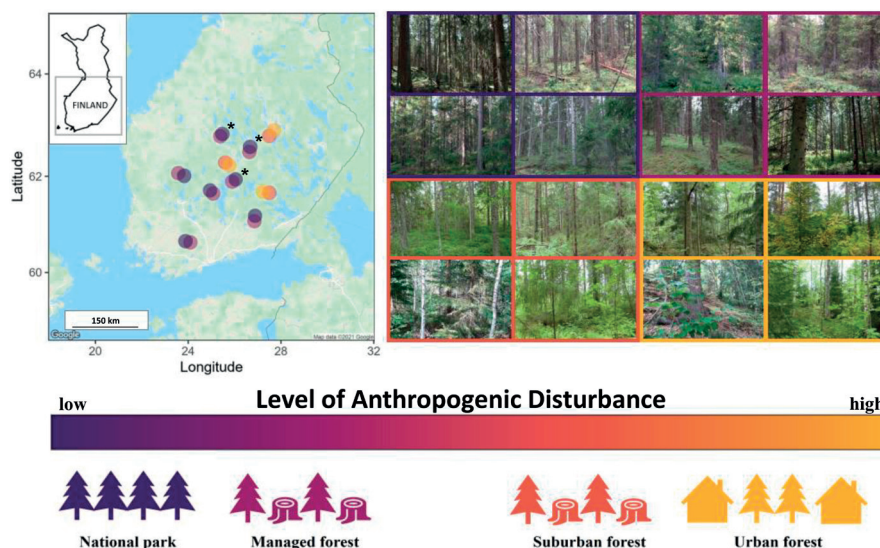 FINLAND
64
62
60
Latitude
*
*
*
150 km
Google
Map data ©2021 Google
20
24
28
32
Longitude
Level of Anthropogenic Disturbance
low
high
National park
Managed forest
Suburban forest
Urban forest